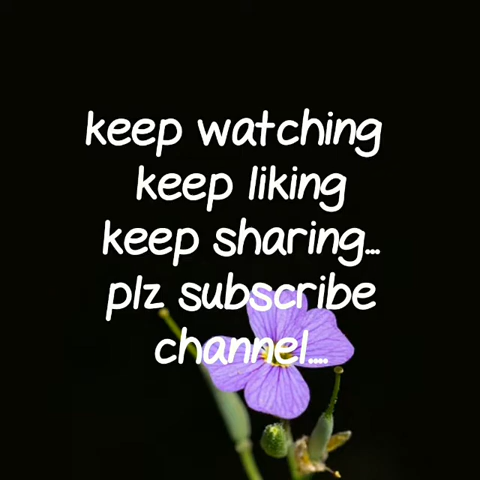 keep watching
keep liking
keep sharing...
plz subscribe
channel....